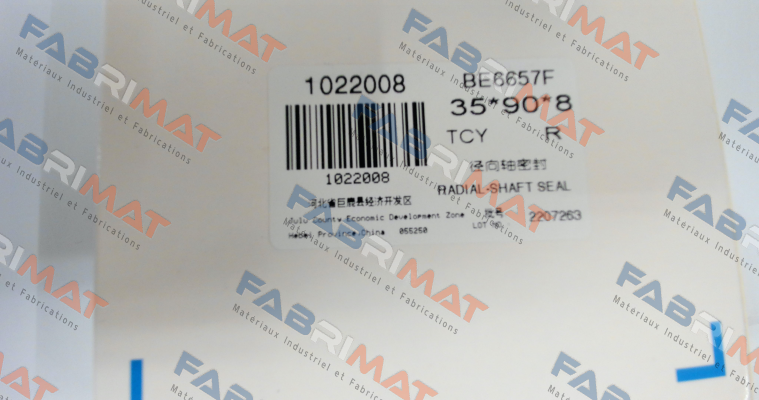 1022008
BE6657F
35*90*8
TCY R
1022008
径向轴密封
RADIAL-SHAFT SEAL
河北省巨鹿县经济开发区
Julu County Economic Development Zone
Hebei Province,China 055250
批号
LOT NO.
2207263
FABRIMAT
Matériaux Industriel et Fabrications